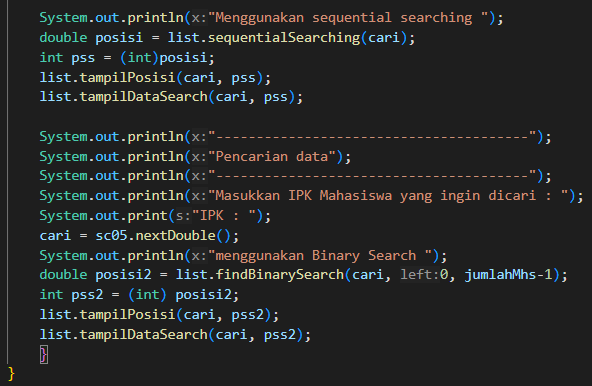 System.out.println(x:"Menggunakan sequential searching ");
double posisi = list.sequentialSearching(cari);
int pss = (int)posisi;
list.tampilPosisi(cari, pss);
list.tampilDataSearch(cari, pss);
System.out.println(x:"---------------------------------------");
System.out.println(x:"Pencarian data");
System.out.println(x:"---------------------------------------");
System.out.println(x:"Masukkan IPK Mahasiswa yang ingin dicari : ");
System.out.print(s:"IPK : ");
cari = sc05.nextDouble();
System.out.println(x:"menggunakan Binary Search ");
double posisi2 = list.findBinarySearch(cari, left:0, jumlahMhs-1);
int pss2 = (int) posisi2;
list.tampilPosisi(cari, pss2);
list.tampilDataSearch(cari, pss2);
}
}